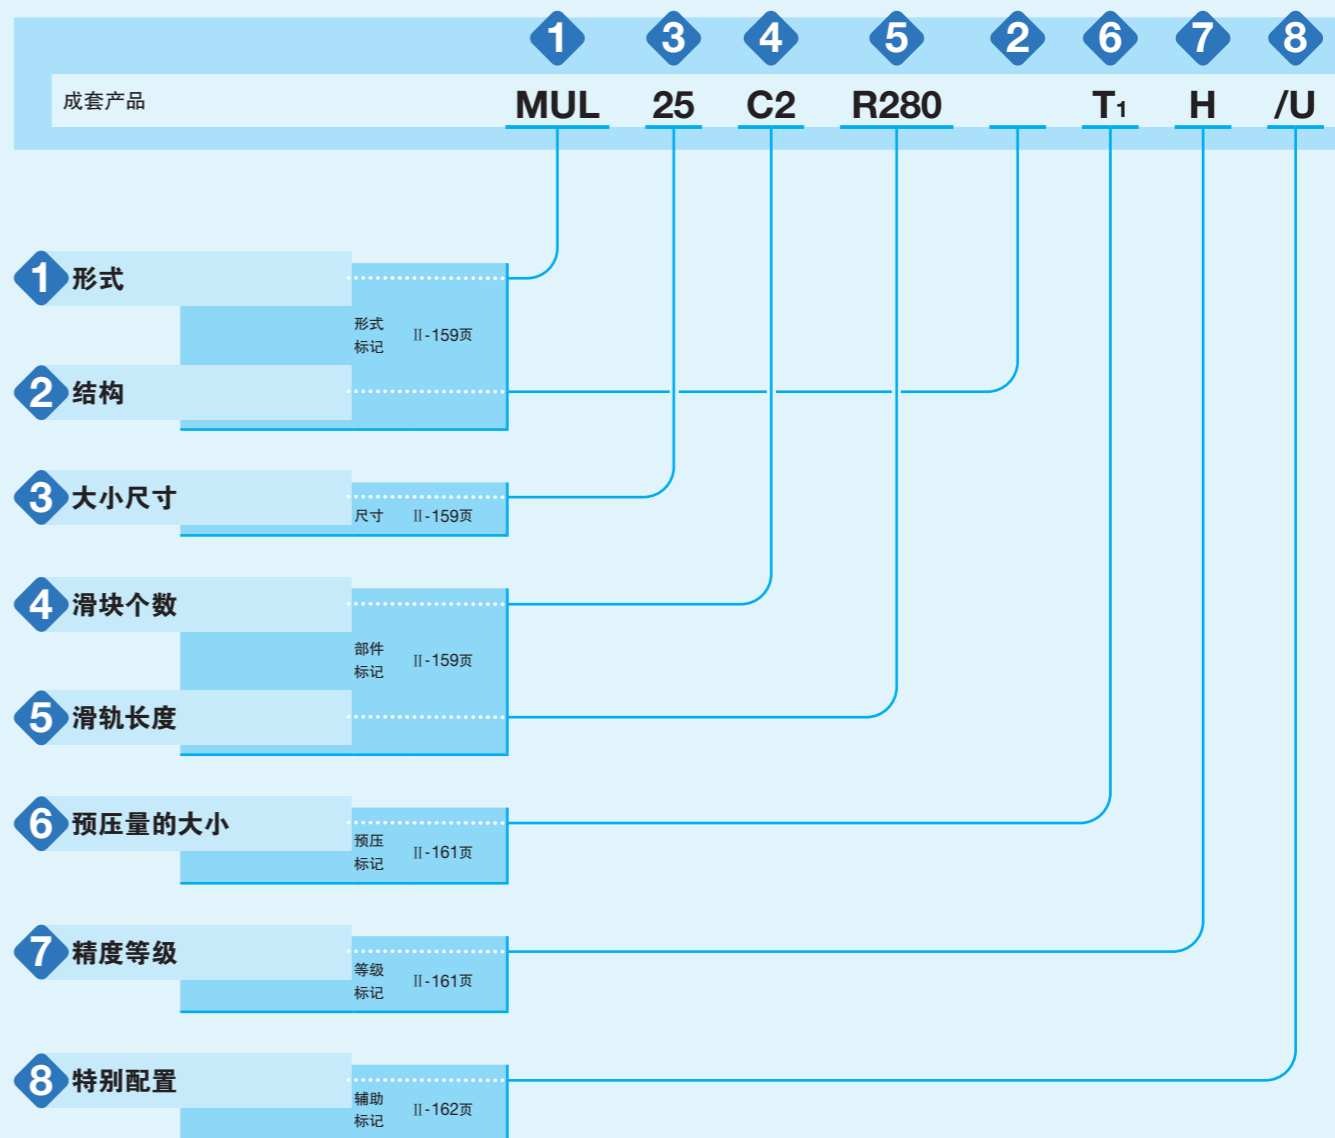 1 3 4 5 2 6 7 8
成套产品 MUL 25 C2 R280 T1 H /U
1 形式
形式
标记 II-159页
2 结构
3 大小尺寸
尺寸 II-159页
4 滑块个数
部件
标记 II-159页
5 滑轨长度
6 预压量的大小
预压
标记 II-161页
7 精度等级
等级
标记 II-161页
8 特别配置
辅助
标记 II-162页